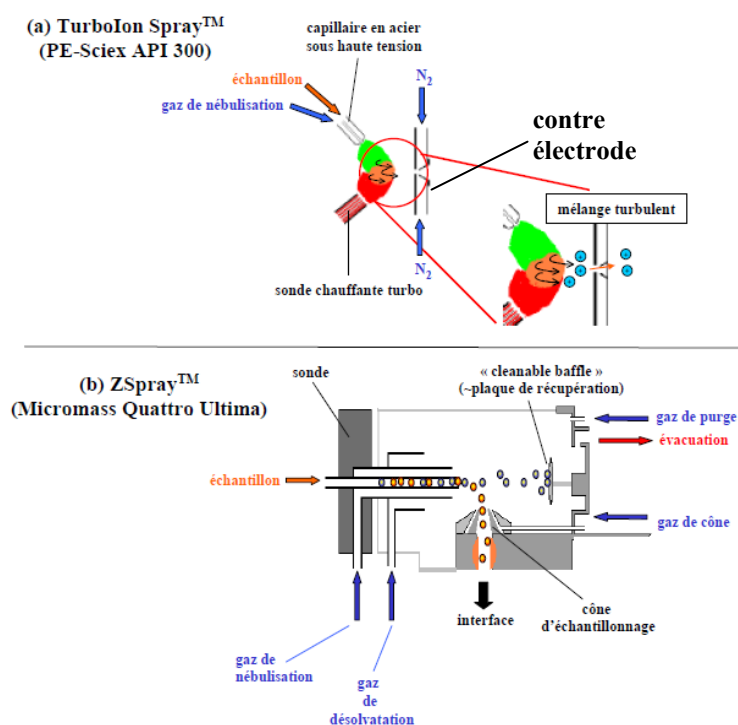 (a) TurboIon Spray™
(PE-Sciex API 300)
capillaire en acier
sous haute tension
échantillon
gaz de nébulisation
N2
contre
électrode
mélange turbulent
N2
sonde chauffante turbo
(b) ZSpray™
(Micromass Quattro Ultima)
sonde
« cleanable baffle »
(~plaque de récupération)
gaz de purge
évacuation
échantillon
gaz de cône
interface
cône
d'échantillonnage
gaz de
nébulisation
gaz
de
désolvatation